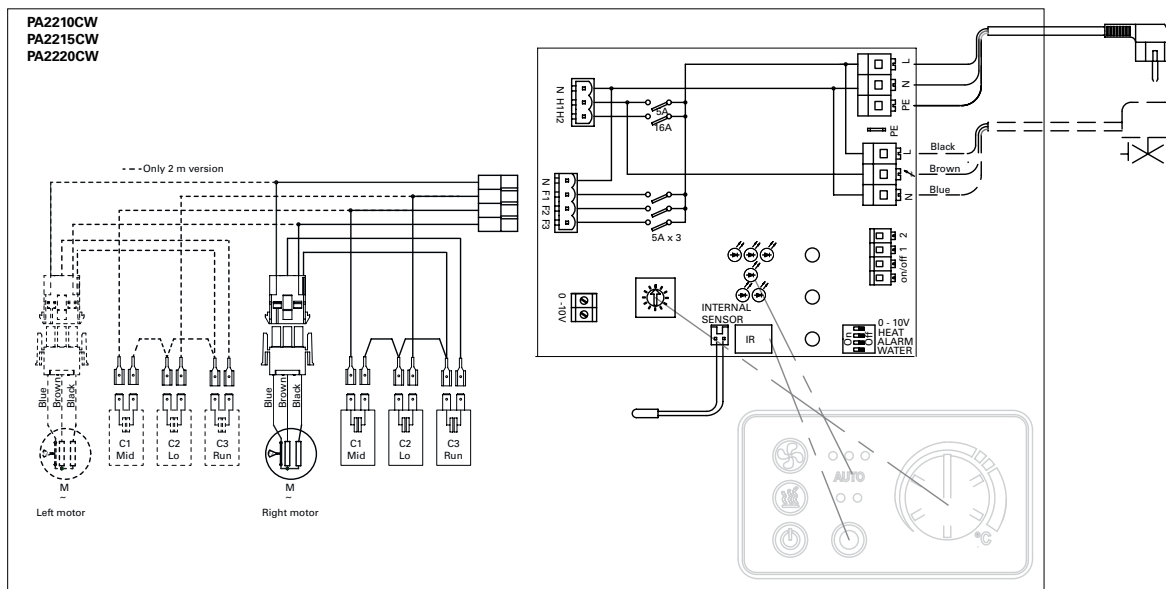 PA2210CW
PA2215CW
PA2220CW
Only 2 m version
N
H1
H2
5A
16A
N
F1
F2
F3
5A x 3
L
N
PE
PE
L
N
Black
Brown
Blue
2
1
on/off
0 - 10V
INTERNAL
SENSOR
IR
On
Off
0 - 10V
HEAT
ALARM
WATER
Blue
Brown
Black
C1
Mid
C2
Lo
C3
Run
M
~
Left motor
Blue
Brown
Black
C1
Mid
C2
Lo
C3
Run
M
~
Right motor
AUTO
°C